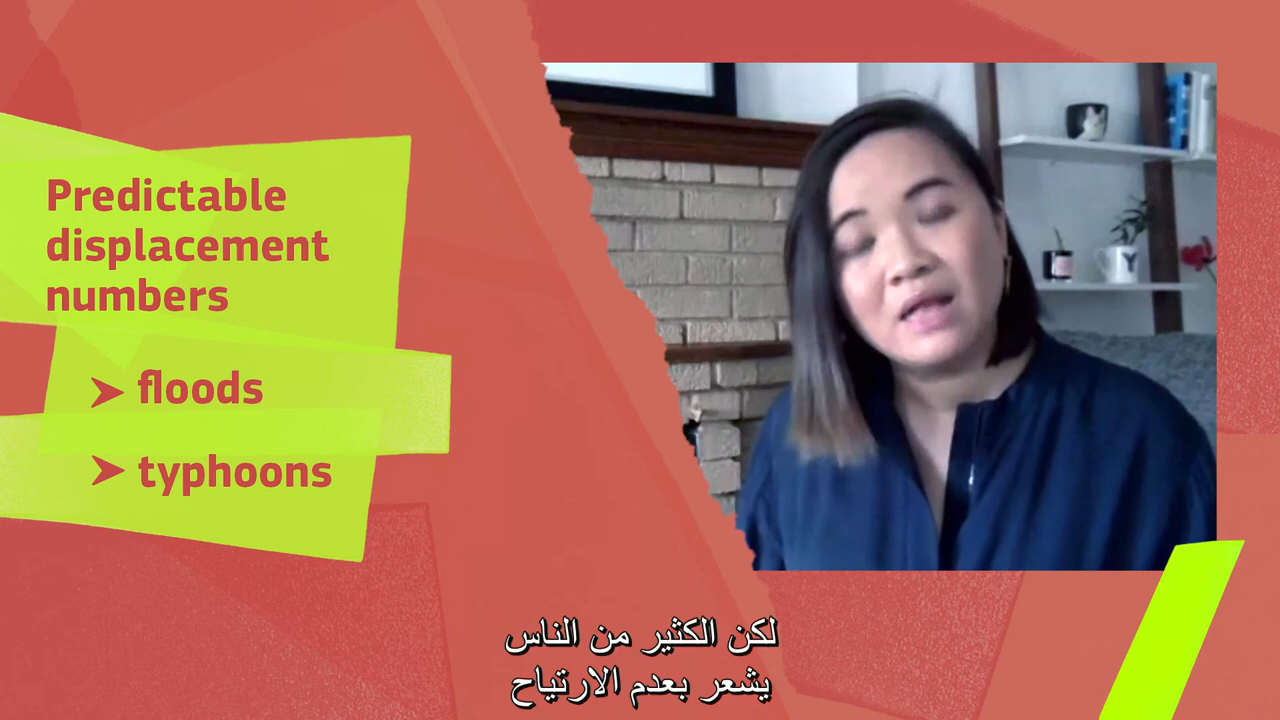 Predictable
displacement
numbers
➤ floods
➤ typhoons
Y
لكن الكثير من الناس
يشعر بعدم الارتياح